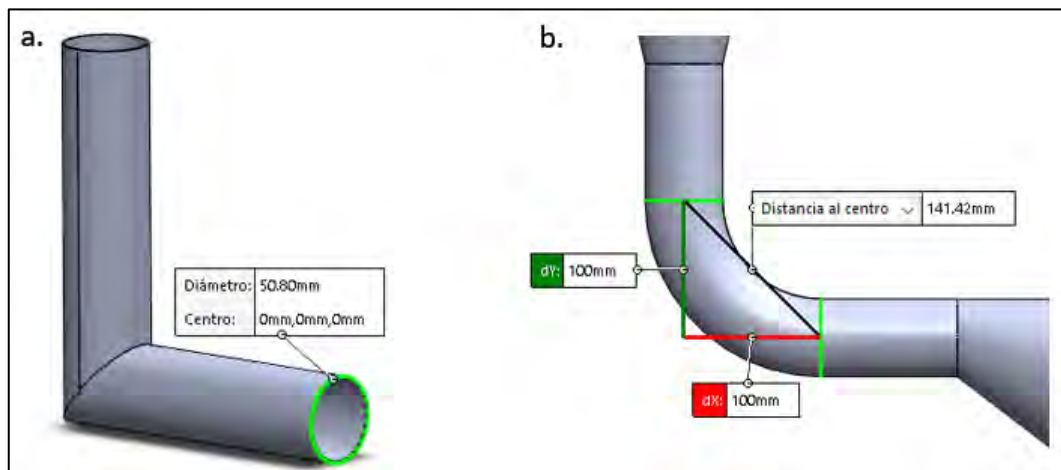 a.
b.
Diámetro: 50.80mm
Centro: 0mm,0mm,0mm
Distancia al centro 141.42mm
dY: 100mm
dX: 100mm